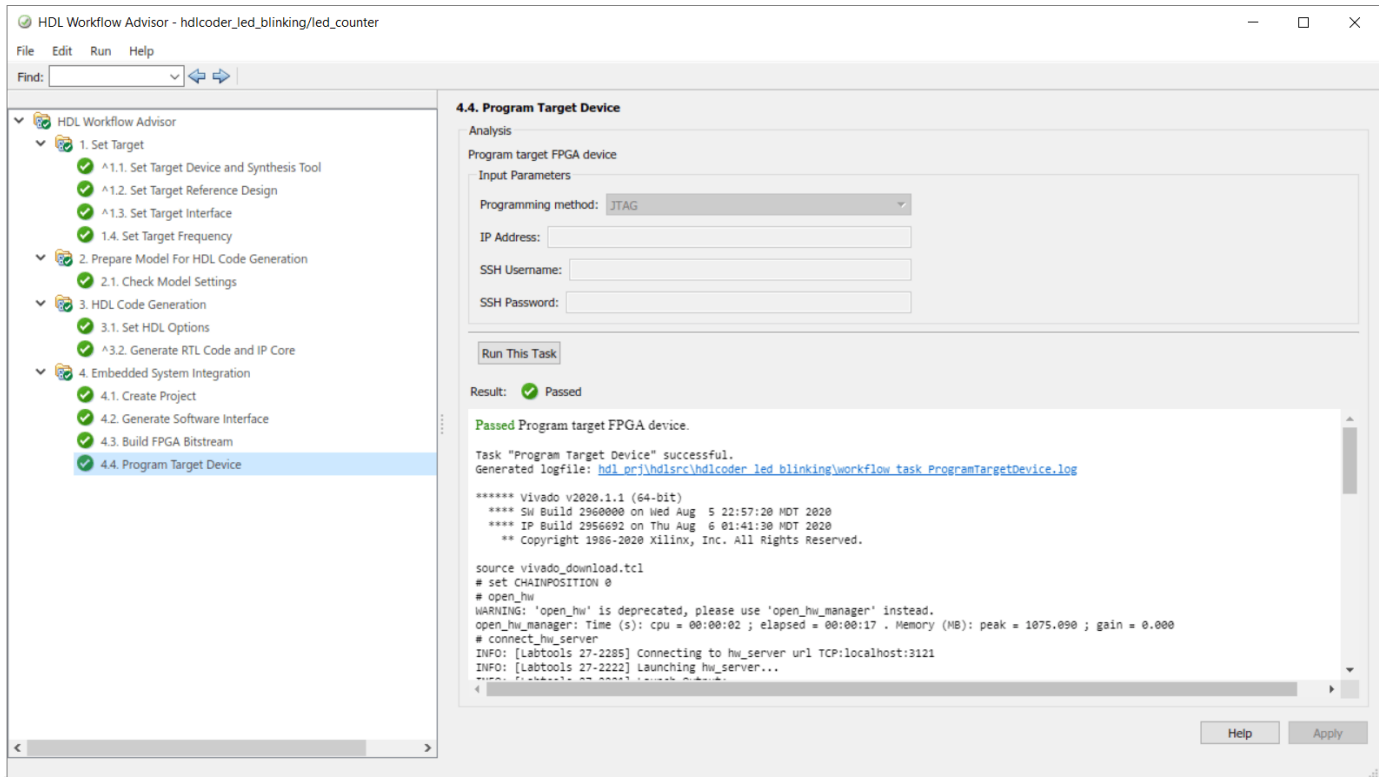 HDL Workflow Advisor - hdlcoder_led_blinking/led_counter
File Edit Run Help
Find:
HDL Workflow Advisor
1. Set Target
^1.1. Set Target Device and Synthesis Tool
^1.2. Set Target Reference Design
^1.3. Set Target Interface
1.4. Set Target Frequency
2. Prepare Model For HDL Code Generation
2.1. Check Model Settings
3. HDL Code Generation
3.1. Set HDL Options
^3.2. Generate RTL Code and IP Core
4. Embedded System Integration
4.1. Create Project
4.2. Generate Software Interface
4.3. Build FPGA Bitstream
4.4. Program Target Device
4.4. Program Target Device
Analysis
Program target FPGA device
Input Parameters
Programming method: JTAG
IP Address:
SSH Username:
SSH Password:
Run This Task
Result: Passed
Passed Program target FPGA device.
Task "Program Target Device" successful.
Generated logfile: hdl_prj\hdlsrc\hdlcoder_led_blinking\workflow_task_ProgramTargetDevice.log
****** Vivado v2020.1.1 (64-bit)
**** SW Build 2960000 on Wed Aug 5 22:57:20 MDT 2020
**** IP Build 2956692 on Thu Aug 6 01:41:30 MDT 2020
** Copyright 1986-2020 Xilinx, Inc. All Rights Reserved.
source vivado_download.tcl
# set CHAINPOSITION 0
# open_hw
WARNING: 'open_hw' is deprecated, please use 'open_hw_manager' instead.
open_hw_manager: Time (s): cpu = 00:00:02 ; elapsed = 00:00:17 . Memory (MB): peak = 1075.090 ; gain = 0.000
# connect_hw_server
INFO: [Labtools 27-2285] Connecting to hw_server url TCP:localhost:3121
INFO: [Labtools 27-2222] Launching hw_server...
Help Apply